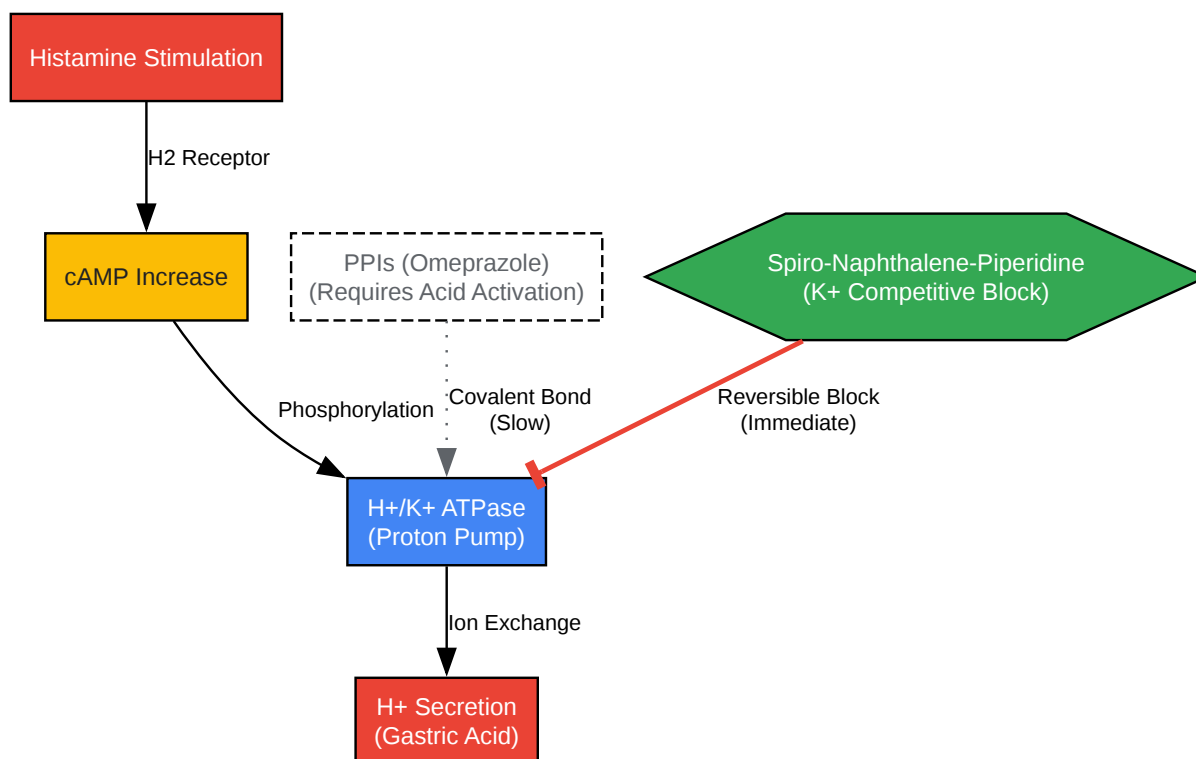 Histamine Stimulation
H2 Receptor
cAMP Increase
PPIs (Omeprazole)
(Requires Acid Activation)
Spiro-Naphthalene-Piperidine
(K+ Competitive Block)
Phosphorylation
Covalent Bond
(Slow)
Reversible Block
(Immediate)
H+/K+ ATPase
(Proton Pump)
Ion Exchange
H+ Secretion
(Gastric Acid)